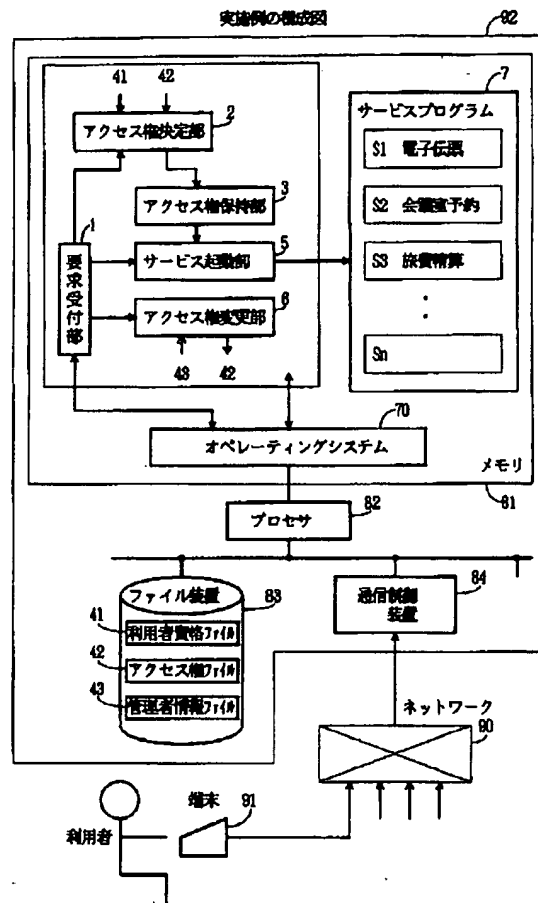 実施例の構成図
92
7
41 42
2
アクセス権決定部
サービスプログラム
S1 電子伝票
3
アクセス権保持部
S2 会議室予約
1
要求受付部
5
サービス起動部
S3 旅費精算
6
アクセス権変更部
・
・
43 42
Sn
70
オペレーティングシステム
メモリ
81
82
プロセサ
ファイル装置
83
84
通信制御
装置
41
利用者資格ファイル
42
アクセス権ファイル
43
管理者情報ファイル
ネットワーク
90
端末
91
利用者